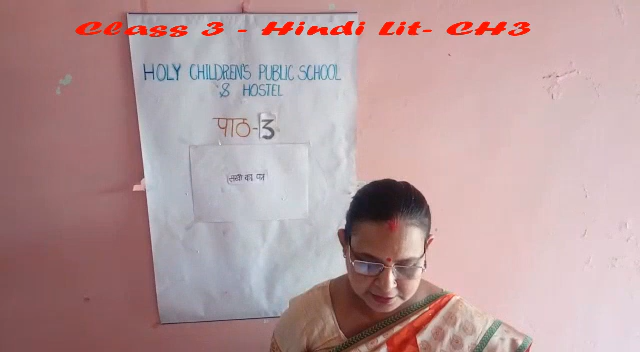 Class 3 - Hindi Lit- CH3
HOLY CHILDREN'S PUBLIC SCHOOL
& HOSTEL
पाठ-3
का